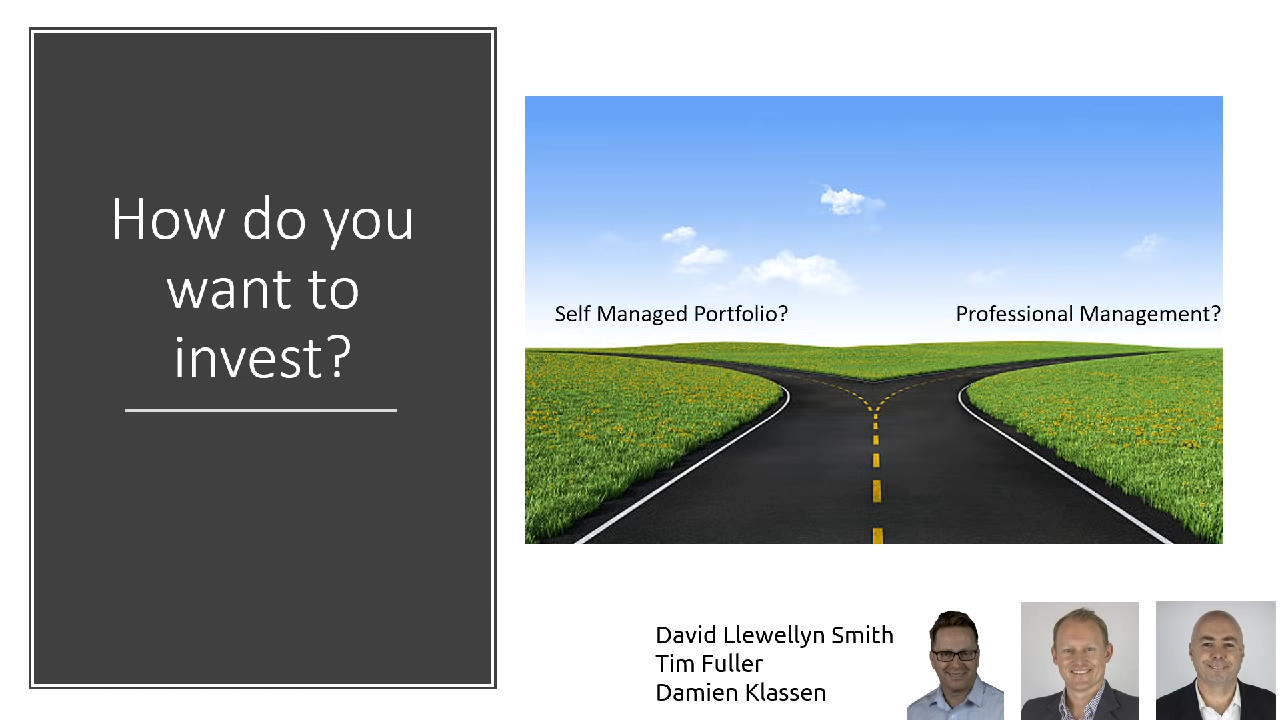 How do you
want to
invest?
Self Managed Portfolio?
Professional Management?
David Llewellyn Smith
Tim Fuller
Damien Klassen